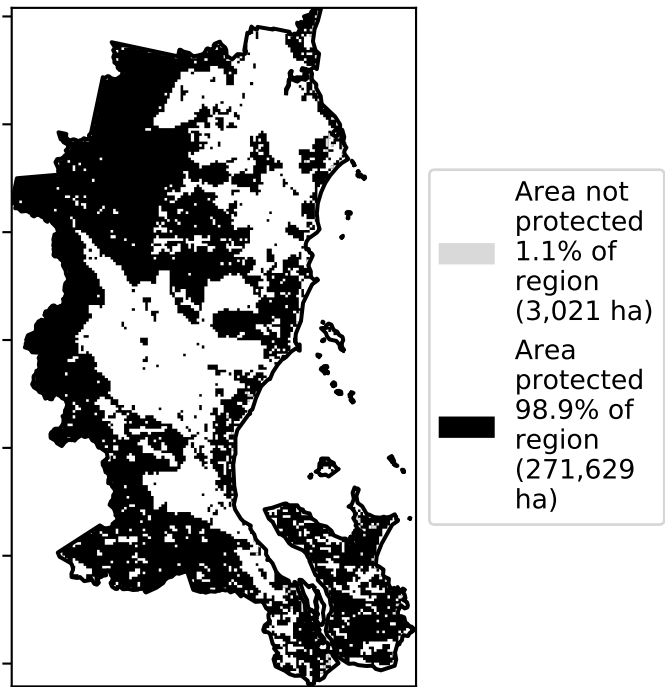 Area not
protected
1.1% of
region
(3,021 ha)
Area
protected
98.9% of
region
(271,629
ha)